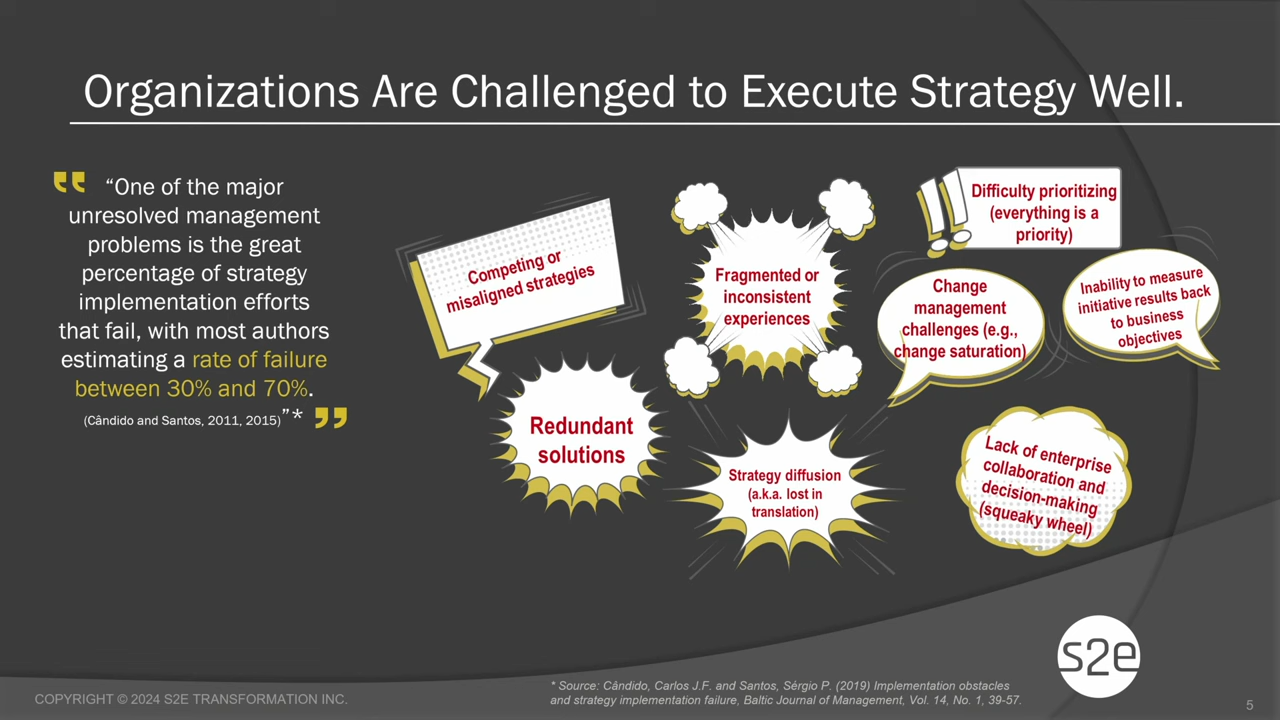 Organizations Are Challenged to Execute Strategy Well.
“One of the major
unresolved management
problems is the great
percentage of strategy
implementation efforts
that fail, with most authors
estimating a rate of failure
between 30% and 70%.
(Cândido and Santos, 2011, 2015)”*
Competing or
misaligned strategies
Fragmented or
inconsistent
experiences
Difficulty prioritizing
(everything is a
priority)
Change
management
challenges (e.g.,
change saturation)
Inability to measure
initiative results back
to business
objectives
Redundant
solutions
Strategy diffusion
(a.k.a. lost in
translation)
Lack of enterprise
collaboration and
decision-making
(squeaky wheel)
s2e
COPYRIGHT © 2024 S2E TRANSFORMATION INC.
* Source: Cândido, Carlos J.F. and Santos, Sérgio P. (2019) Implementation obstacles
and strategy implementation failure, Baltic Journal of Management, Vol. 14, No. 1, 39-57.
5